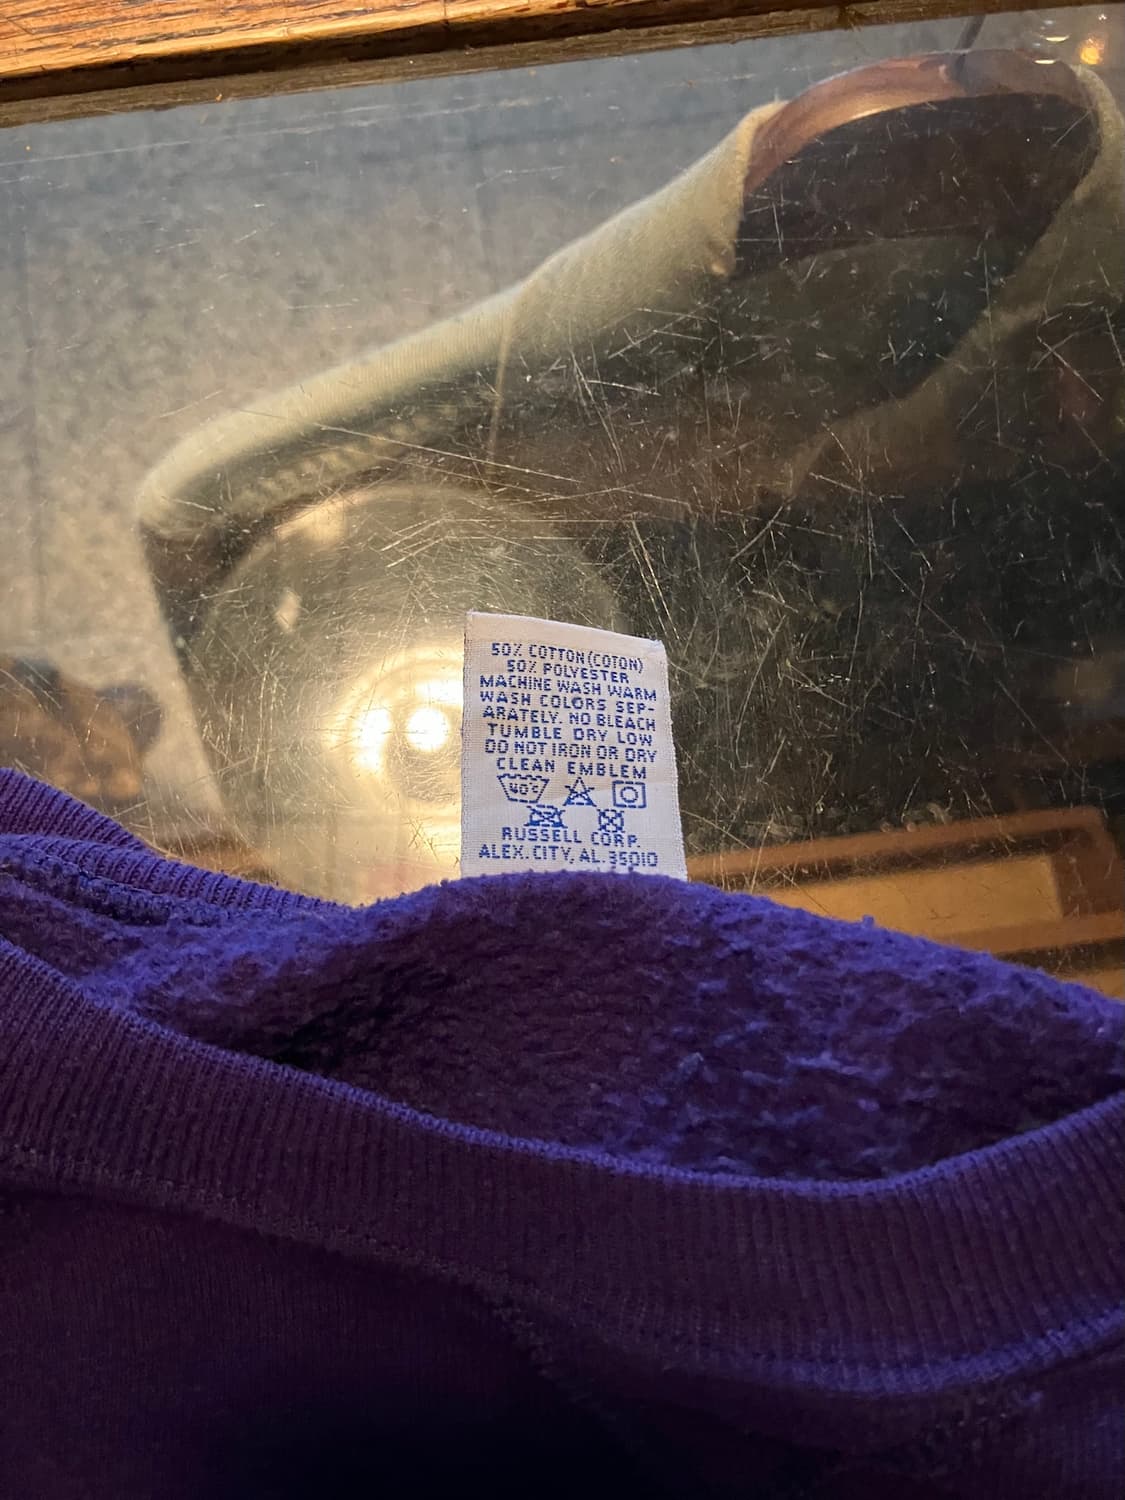 50% COTTON (COTON)
50% POLYESTER
MACHINE WASH WARM
WASH COLORS SEP-
ARATELY. NO BLEACH
TUMBLE DRY LOW
DO NOT IRON OR DRY
CLEAN EMBLEM
40°C
RUSSELL CORP.
ALEX. CITY, AL. 35010